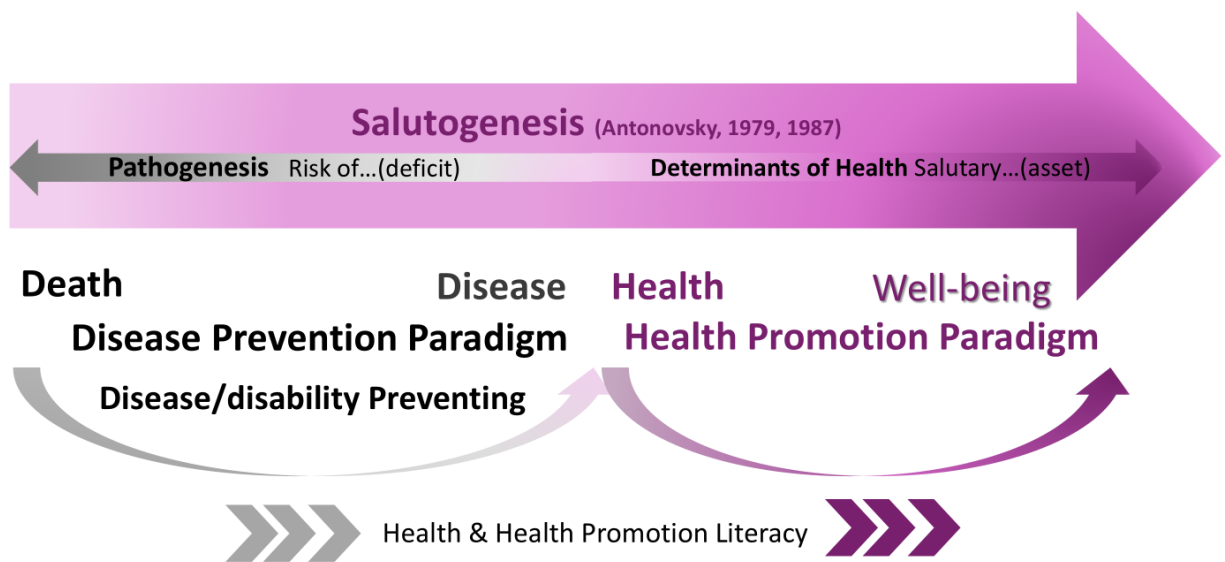 Salutogenesis (Antonovsky, 1979, 1987)
Pathogenesis Risk of...(deficit) Determinants of Health Salutary...(asset)
Death Disease Health Well-being
Disease Prevention Paradigm Health Promotion Paradigm
Disease/disability Preventing
Health & Health Promotion Literacy